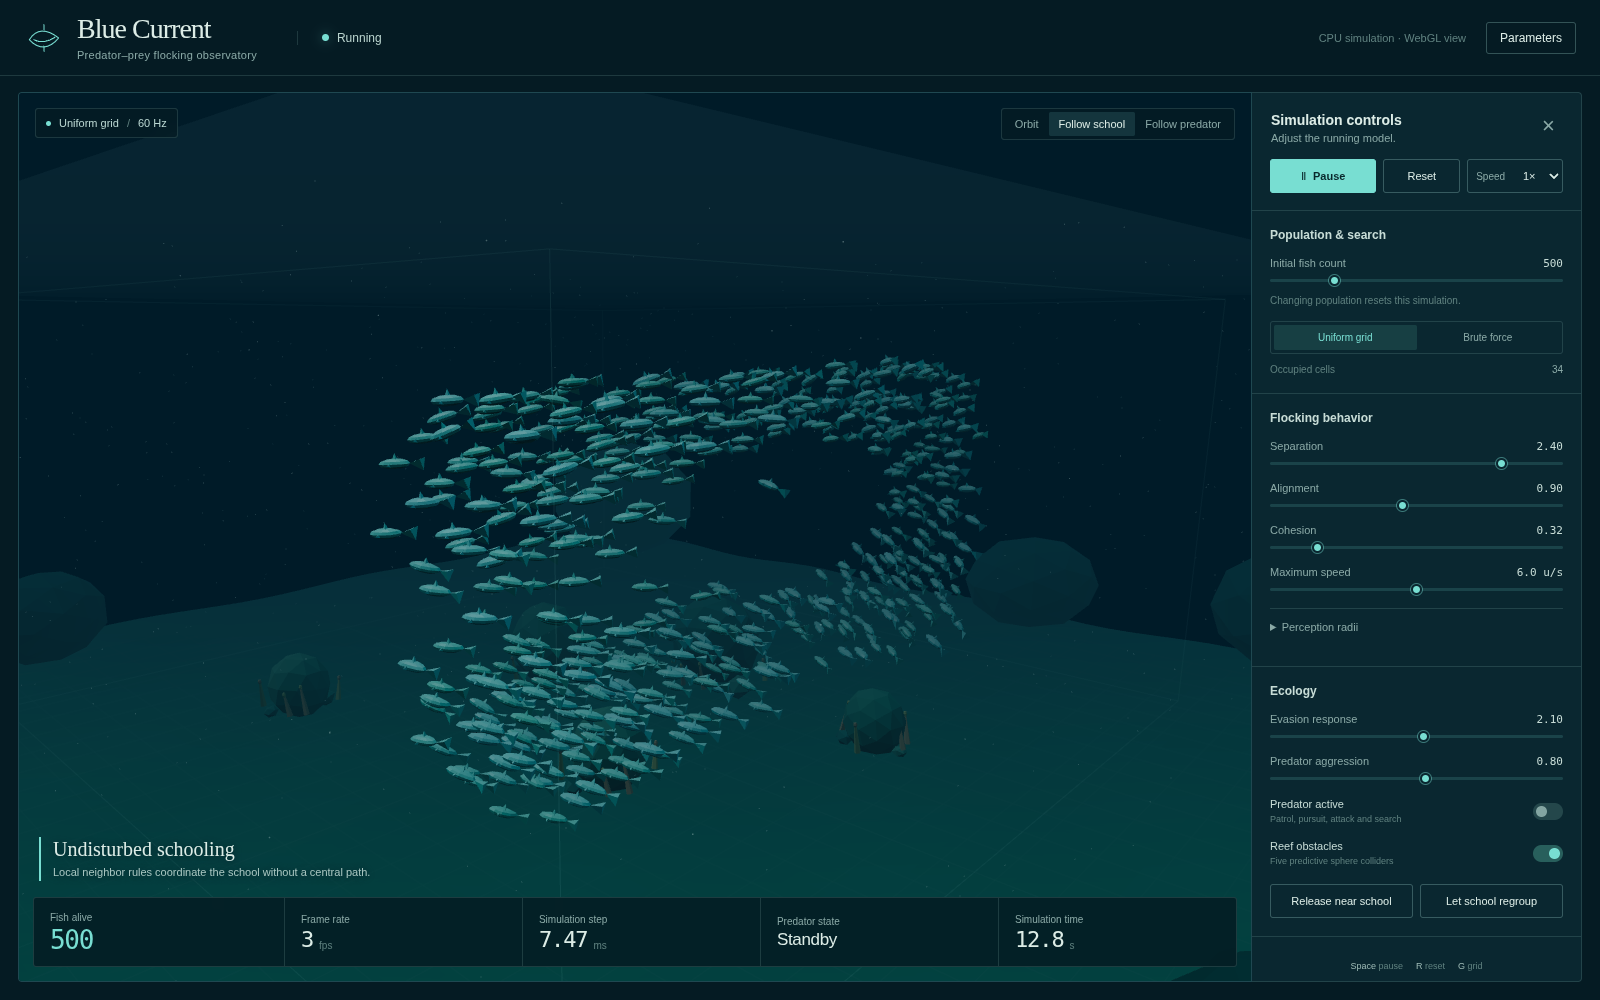 Blue Current
Predator–prey flocking observatory
Running
CPU simulation · WebGL view
Parameters
Uniform grid / 60 Hz
Orbit
Follow school
Follow predator
Undisturbed schooling
Local neighbor rules coordinate the school without a central path.
Fish alive
500
Frame rate
3 fps
Simulation step
7.47 ms
Predator state
Standby
Simulation time
12.8 s
Simulation controls
Adjust the running model.
Pause
Reset
Speed 1×
Population & search
Initial fish count 500
Changing population resets this simulation.
Uniform grid
Brute force
Occupied cells 34
Flocking behavior
Separation 2.40
Alignment 0.90
Cohesion 0.32
Maximum speed 6.0 u/s
Perception radii
Ecology
Evasion response 2.10
Predator aggression 0.80
Predator active
Patrol, pursuit, attack and search
Reef obstacles
Five predictive sphere colliders
Release near school
Let school regroup
Space pause R reset G grid